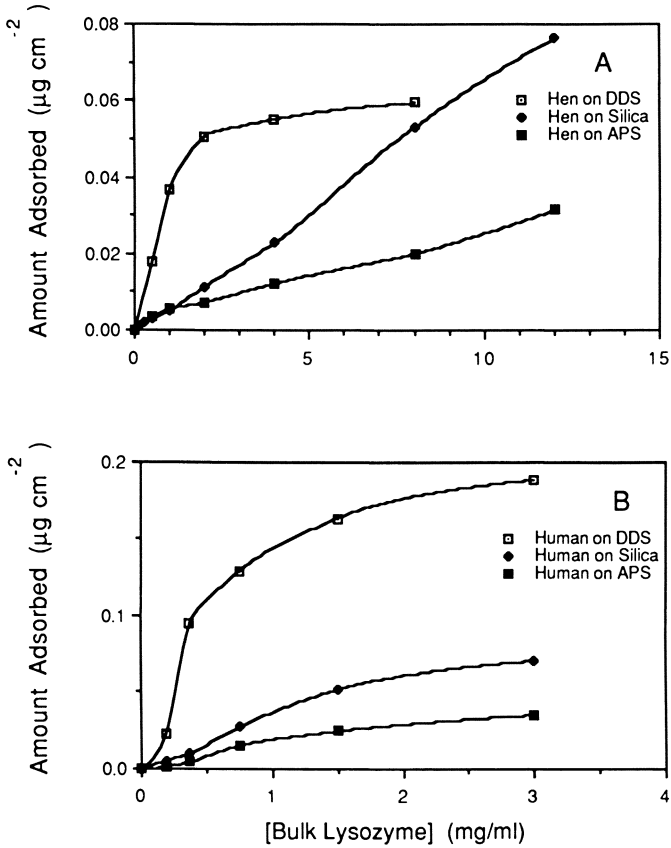 0.08
A
Hen on DDS
0.06
Hen on Silica
Hen on APS
0.04
0.02
0.00
0 5 10 15
Amount Adsorbed (μg cm-2)
0.2
B
Human on DDS
Human on Silica
Human on APS
0.1
0.0
0 1 2 3 4
Amount Adsorbed (μg cm-2)
[Bulk Lysozyme] (mg/ml)